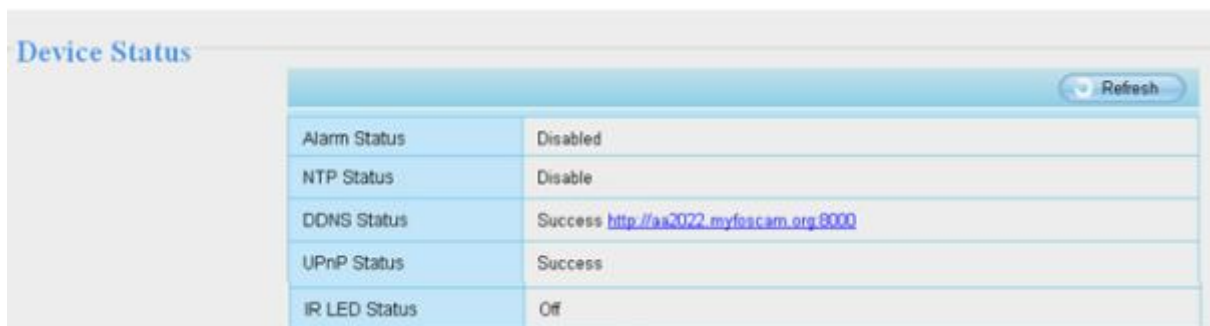 Device Status
Refresh
Alarm Status Disabled
NTP Status Disable
DDNS Status Success http://aa2022.myfoscam.org:8000
UPnP Status Success
IR LED Status Off